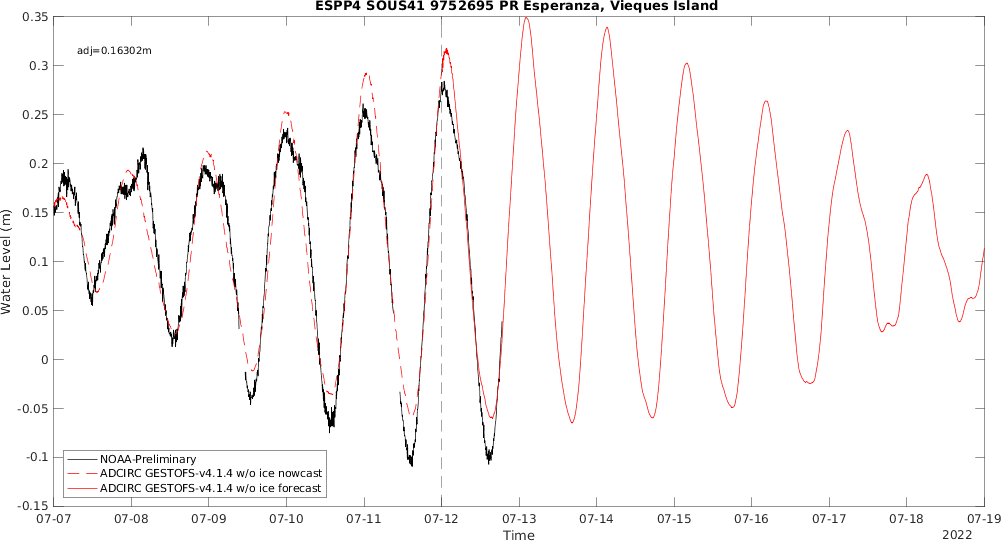 ESPP4 SOUS41 9752695 PR Esperanza, Vieques Island
adj=0.16302m
0.35
0.3
0.25
0.2
0.15
0.1
0.05
0
-0.05
-0.1
-0.15
Water Level (m)
NOAA-Preliminary
ADCIRC GESTOFS-v4.1.4 w/o ice nowcast
ADCIRC GESTOFS-v4.1.4 w/o ice forecast
07-07 07-08 07-09 07-10 07-11 07-12 07-13 07-14 07-15 07-16 07-17 07-18 07-19
Time
2022